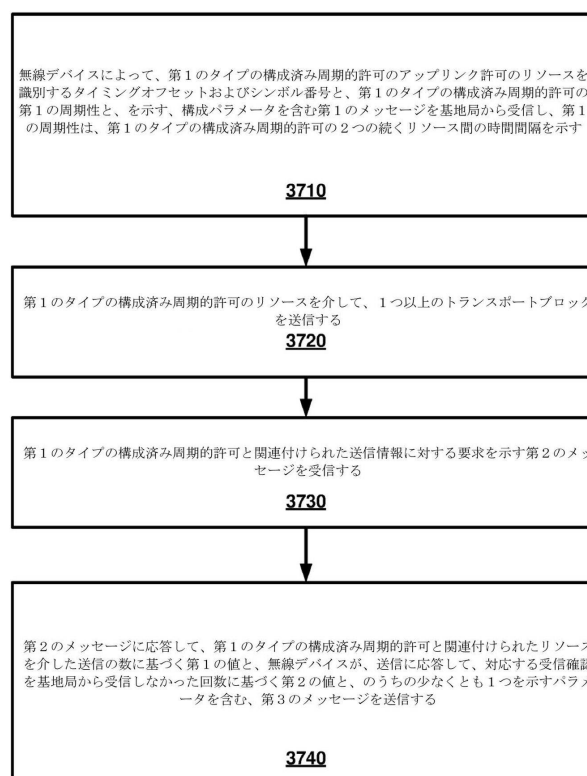 無線デバイスによって、第１のタイプの構成済み周期的許可のアップリンク許可のリソースを
識別するタイミングオフセットおよびシンボル番号と、第１のタイプの構成済み周期的許可の
第１の周期性と、を示す、構成パラメータを含む第１のメッセージを基地局から受信し、第１
の周期性は、第１のタイプの構成済み周期的許可の２つの続くリソース間の時間間隔を示す
3710
第１のタイプの構成済み周期的許可のリソースを介して、１つ以上のトランスポートブロック
を送信する
3720
第１のタイプの構成済み周期的許可と関連付けられた送信情報に対する要求を示す第２のメッ
セージを受信する
3730
第２のメッセージに応答して、第１のタイプの構成済み周期的許可と関連付けられたリソース
を介した送信の数に基づく第１の値と、無線デバイスが、送信に応答して、対応する受信確認
を基地局から受信しなかった回数に基づく第２の値と、のうちの少なくとも１つを示すパラメ
ータを含む、第３のメッセージを送信する
3740